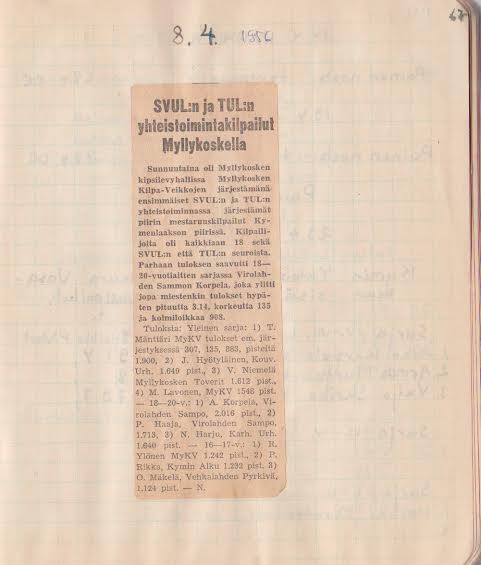 67
8. 4. 1956
SVUL:n ja TUL:n
yhteistoimintakilpailut
Myllykoskella
Sunnuntaina oli Myllykosken
kipsilevyhallissa Myllykosken
Kilpa-Veikkojen järjestämänä
ensimmäiset SVUL:n ja TUL:n
yhteistoiminnassa järjestämät
piirin mestaruuskilpailut Ky-
menlaakson piirissä. Kilpaili-
joita oli kaikkiaan 18 sekä
SVUL:n että TUL:n seuroista.
Parhaan tuloksen saavutti 18—
20-vuotiaitten sarjassa Virolah-
den Sammon Korpela, joka ylitti
jopa miestenkin tulokset hypä-
ten pituutta 3.14, korkeutta 135
ja kolmiloikkaa 908.
Tuloksia: Yleinen sarja: 1) T.
Mänttäri MyKV tulokset em. jär-
jestyksessä 307, 135, 883, pisteitä
1.900, 2) J. Hyötyläinen, Kouv.
Urh. 1.649 pist., 3) V. Niemelä
Myllykosken Toverit 1.612 pist.,
4) M. Lavonen, MyKV 1548 pist.
— 18—20-v.: 1) A. Korpela, Vi-
rolahden Sampo, 2.016 pist., 2)
P. Haaja, Virolahden Sampo,
1.713, 3) N. Harju, Karh. Urh.
1.640 pist. — 16—17-v.: 1) R.
Ylönen MyKV 1.242 pist., 2) P.
Rikka, Kymin Alku 1.232 pist. 3)
O. Mäkelä, Vehkalahden Pyrkivä,
1.124 pist. — N.